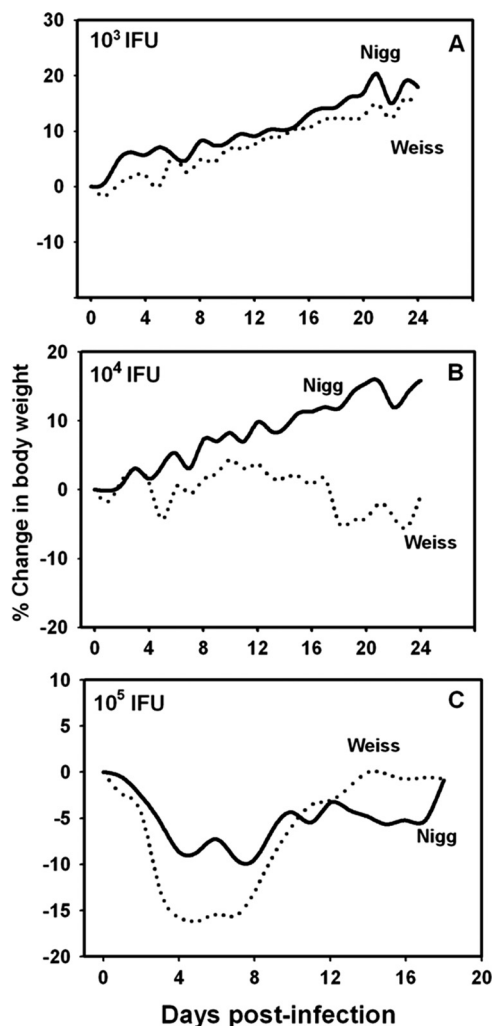 30
10³ IFU
A
Nigg
20
10
Weiss
0
-10
0 4 8 12 16 20 24
20
10⁴ IFU
B
Nigg
10
0
-10
Weiss
-20
0 4 8 12 16 20 24
% Change in body weight
10
10⁵ IFU
C
5
Weiss
0
-5
Nigg
-10
-15
-20
0 4 8 12 16 20
Days post-infection